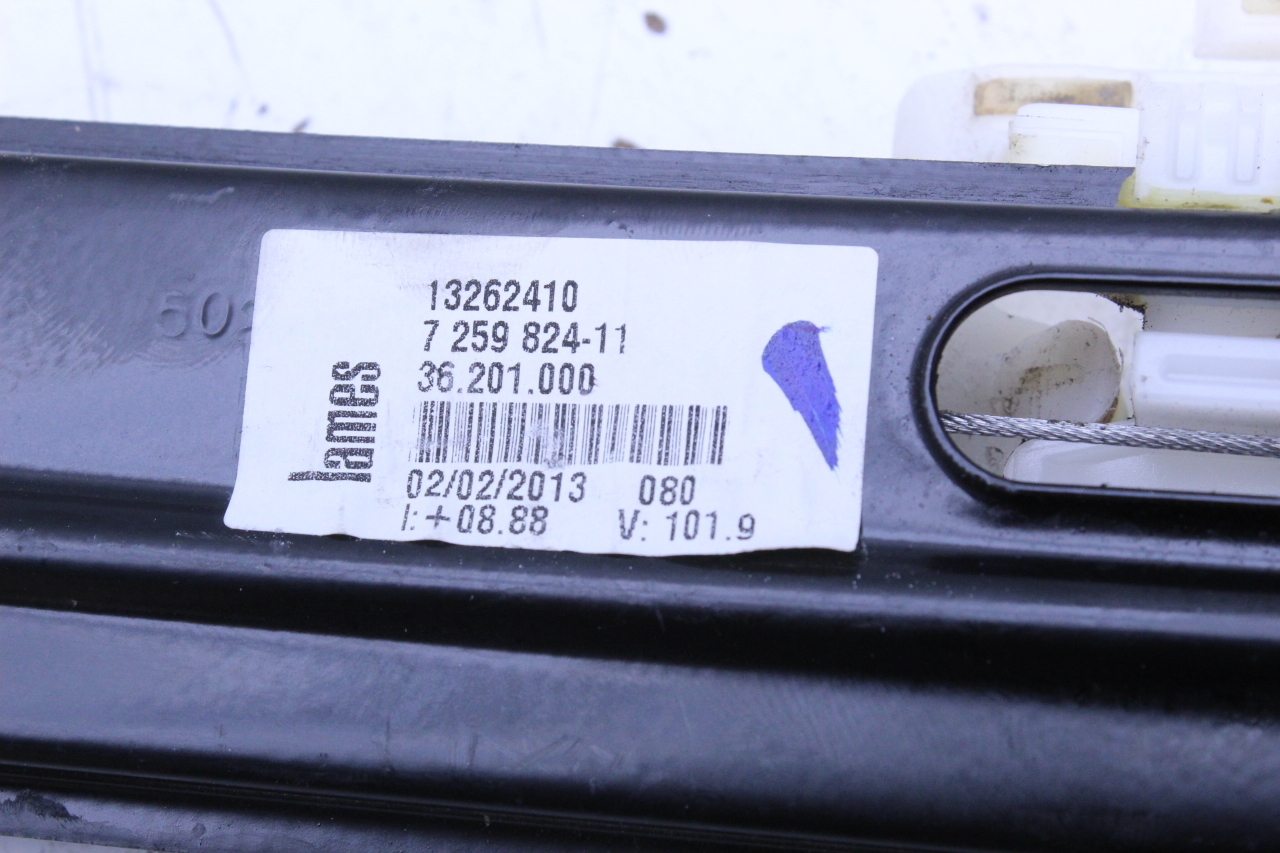 13262410
7 259 824-11
36.201.000
lames
02/02/2013 080
I: +08.88 V: 101.9